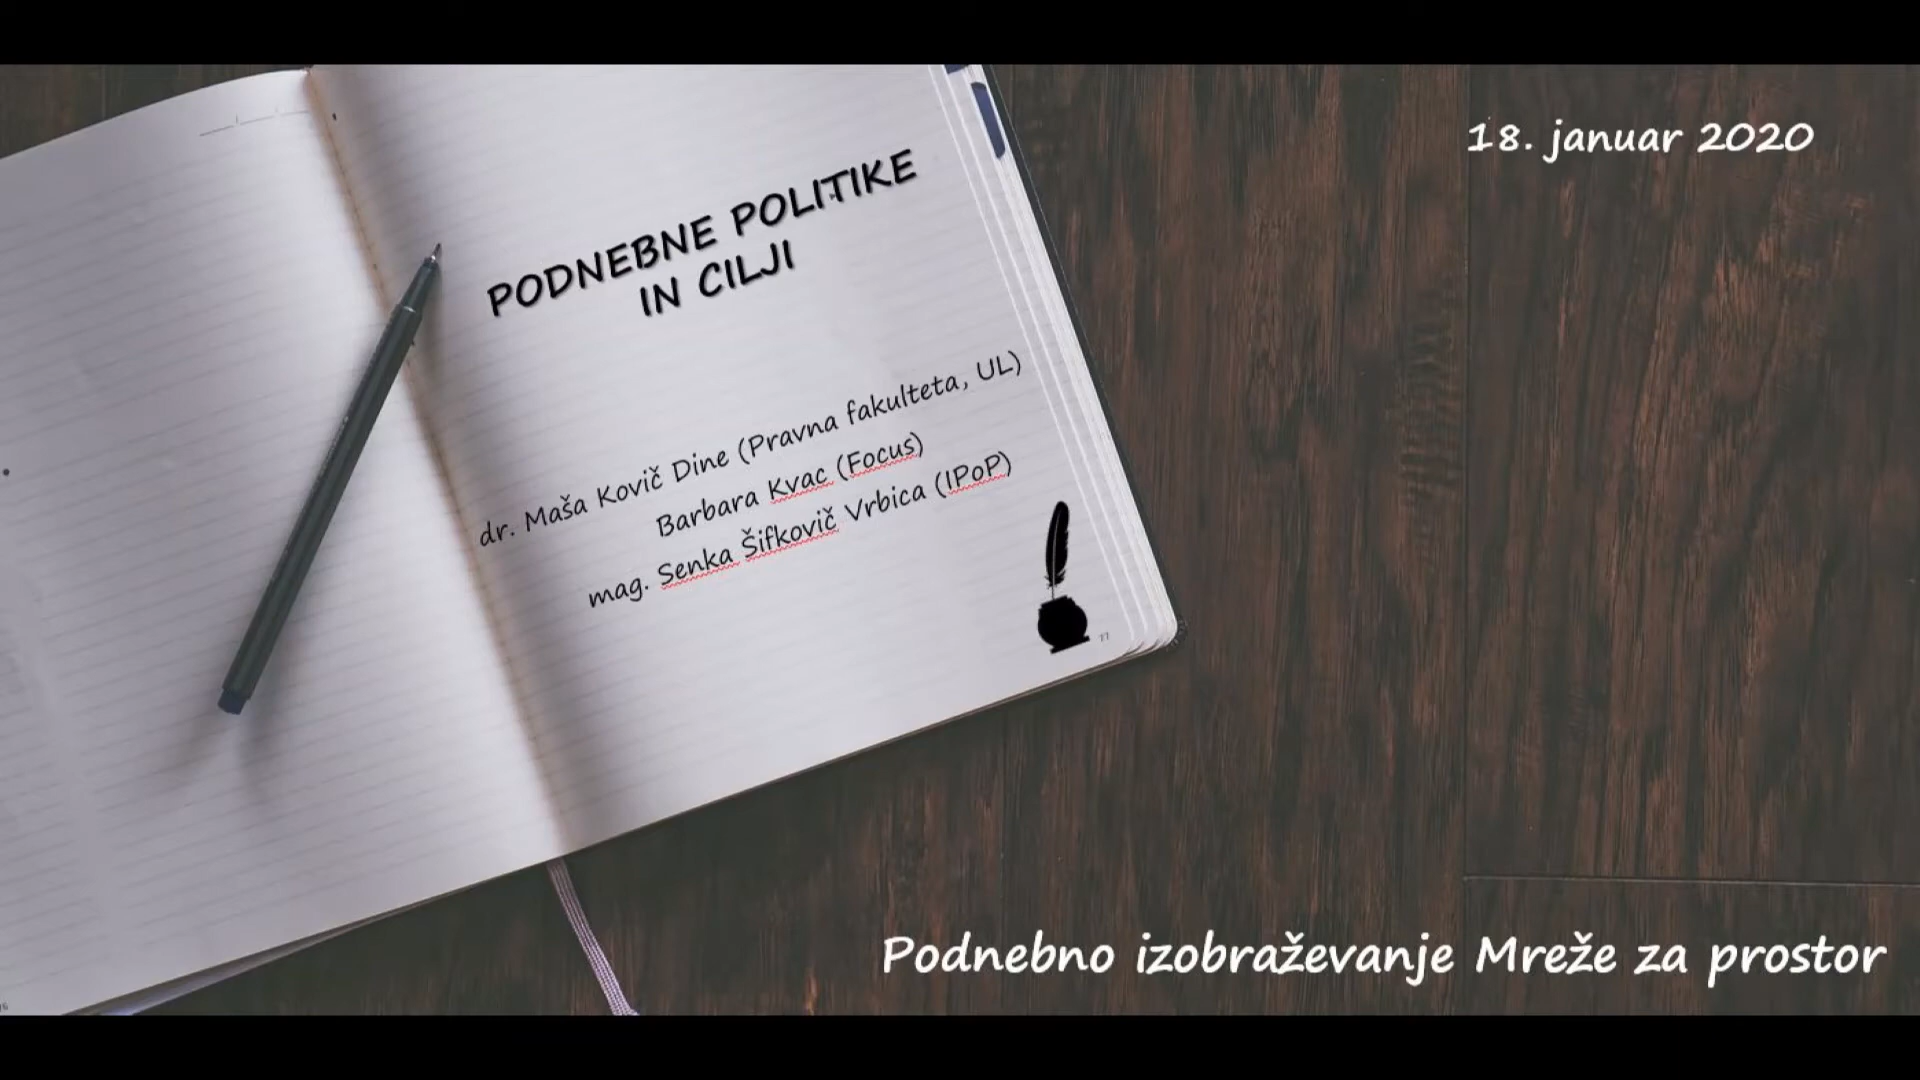 18. januar 2020
PODNEBNE POLITIKE
IN CILJI
dr. Maša Kovič Dine (Pravna fakulteta, UL)
Barbara Kvac (Focus)
mag. Senka Šifkovič Vrbica (IPoP)
77
Podnebno izobraževanje Mreže za prostor